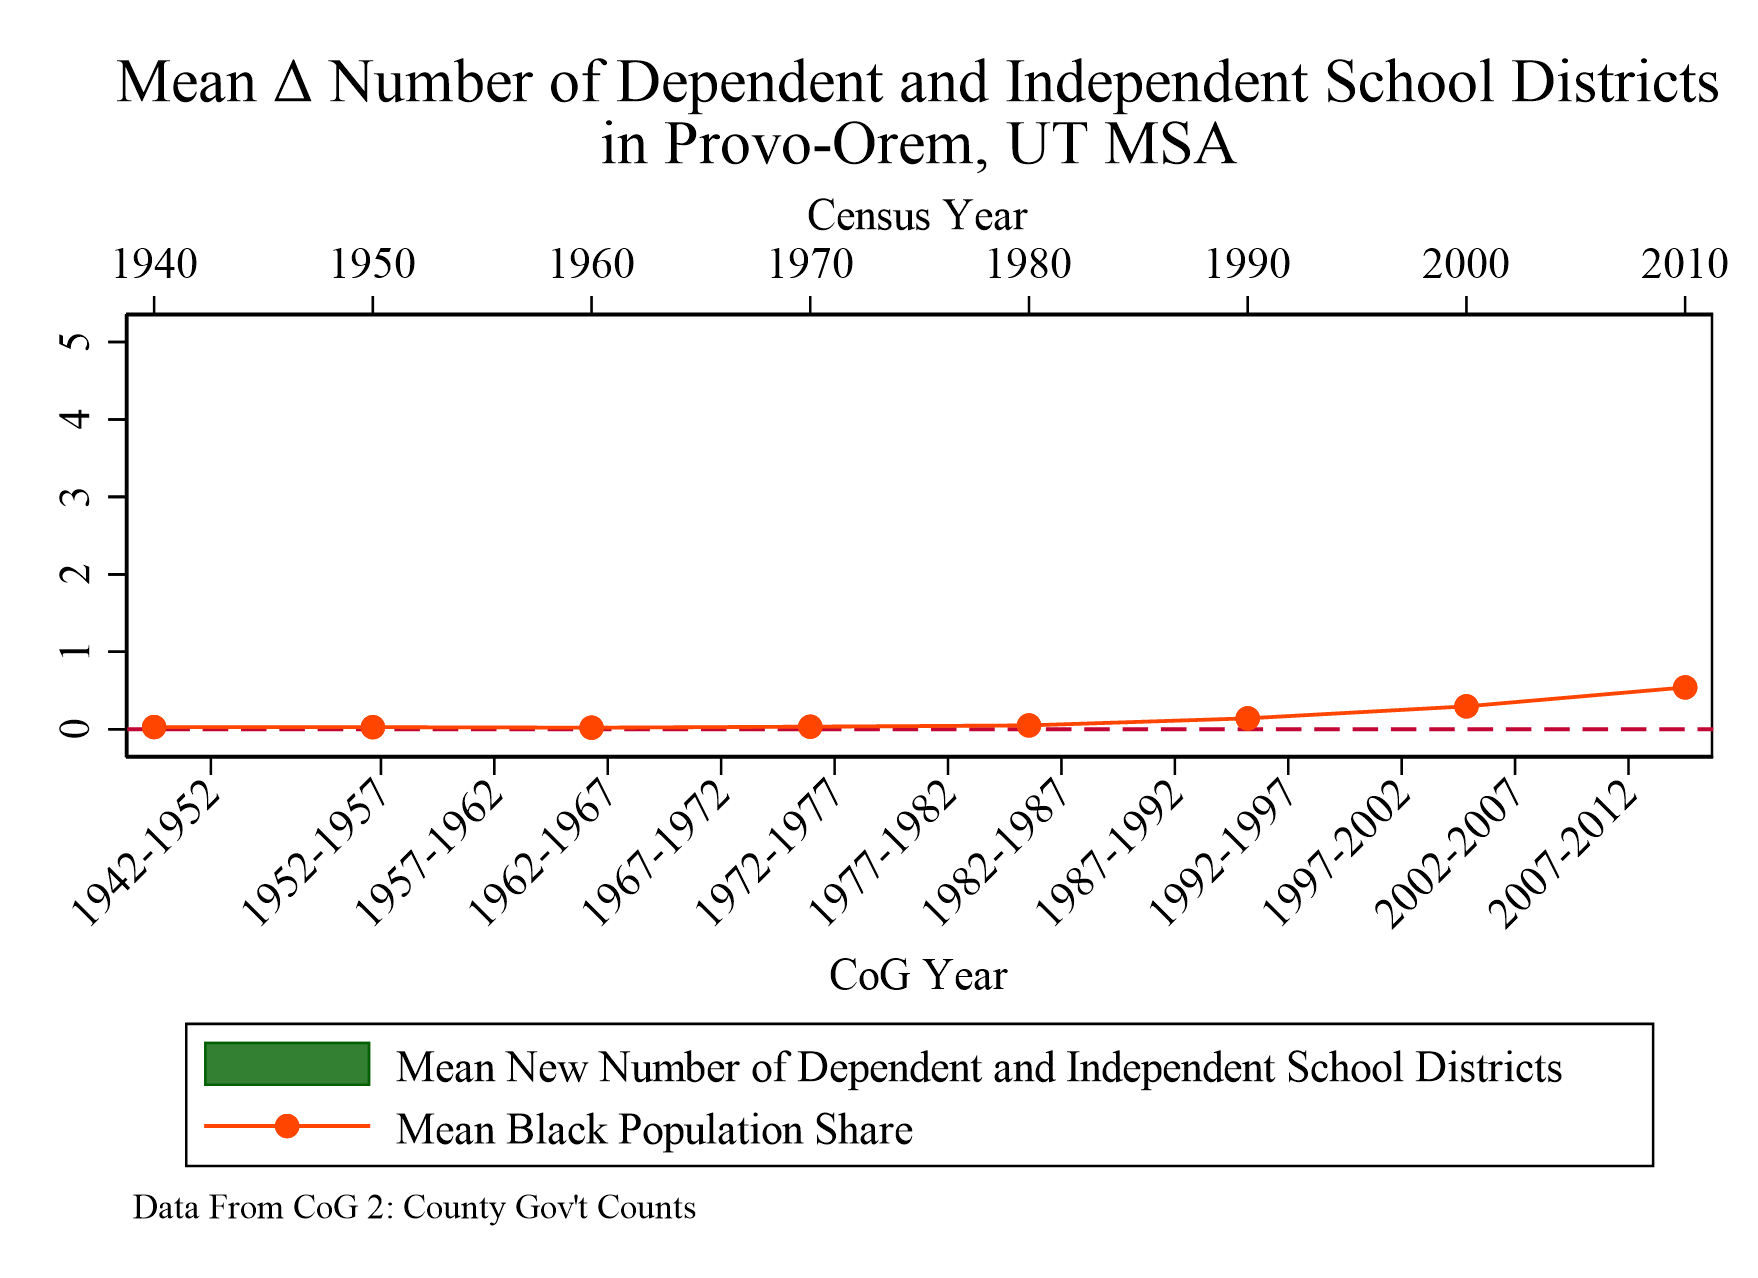 Mean Δ Number of Dependent and Independent School Districts
in Provo-Orem, UT MSA
Census Year
1940 1950 1960 1970 1980 1990 2000 2010
5
4
3
2
1
0
1942-1952 1952-1957 1957-1962 1962-1967 1967-1972 1972-1977 1977-1982 1982-1987 1987-1992 1992-1997 1997-2002 2002-2007 2007-2012
CoG Year
Mean New Number of Dependent and Independent School Districts
Mean Black Population Share
Data From CoG 2: County Gov't Counts